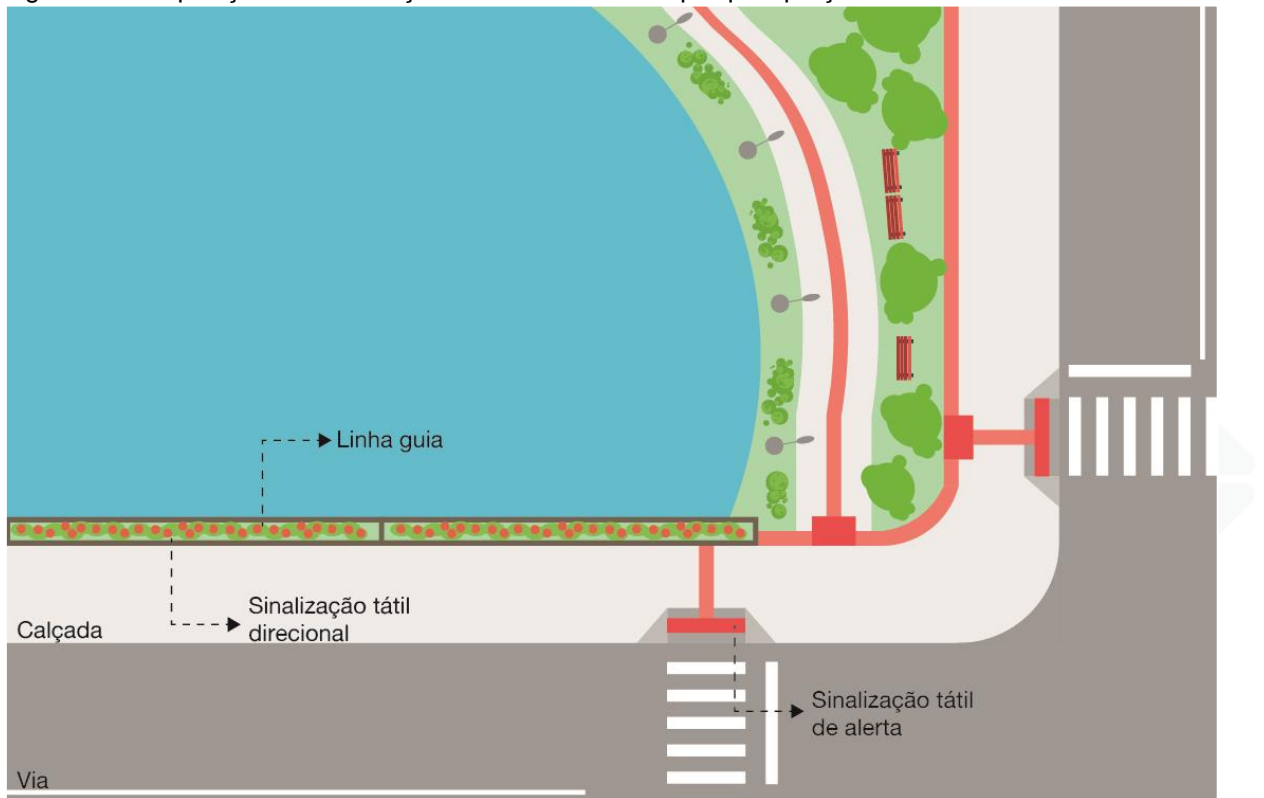 Linha guia
Sinalização tátil
direcional
Calçada
Sinalização tátil
de alerta
Via